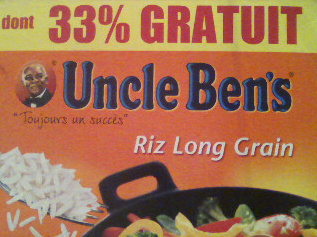 dont 33% GRATUIT
Uncle Ben's®
"Toujours un succès"
Riz Long Grain